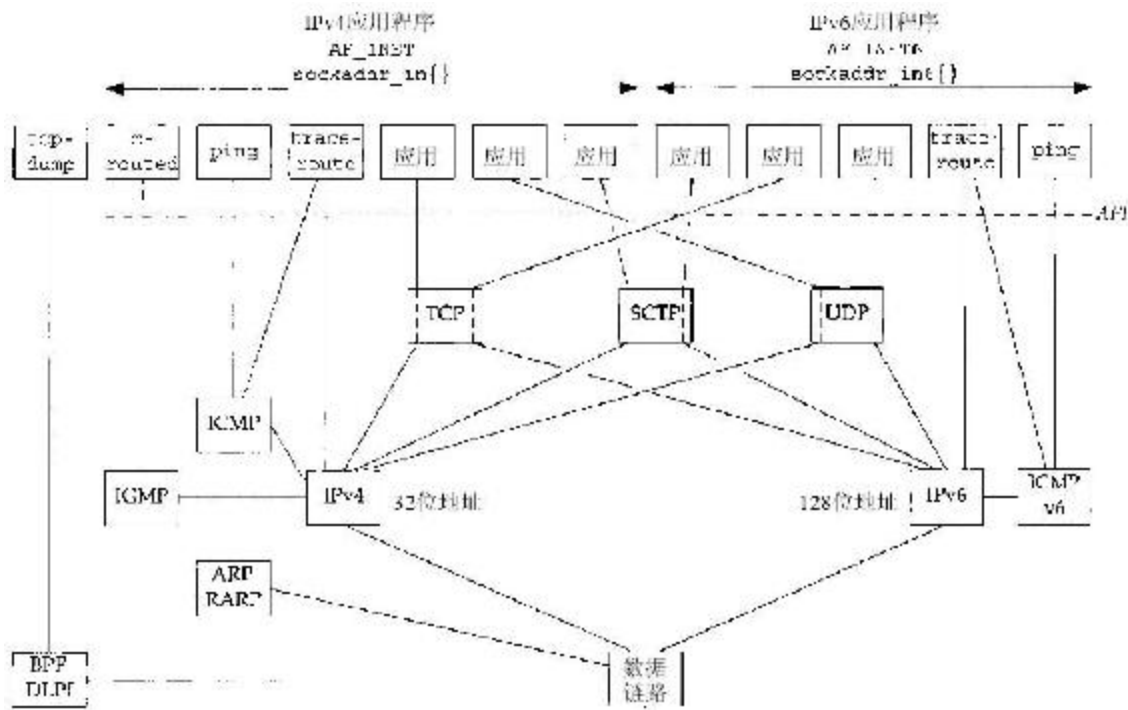 IPv4应用程序
AF_INET
sockaddr_in{}
IPv6应用程序
AF_INET6
sockaddr_in6{}
tcp-
dump
m-
routed
ping
trace-
route
应用
应用
应用
应用
应用
应用
trace-
route
ping
API
TCP
SCTP
UDP
ICMP
IGMP
IPv4
32位地址
128位地址
IPv6
ICMP
v6
ARP
RARP
BPF
DLPI
数据
链路